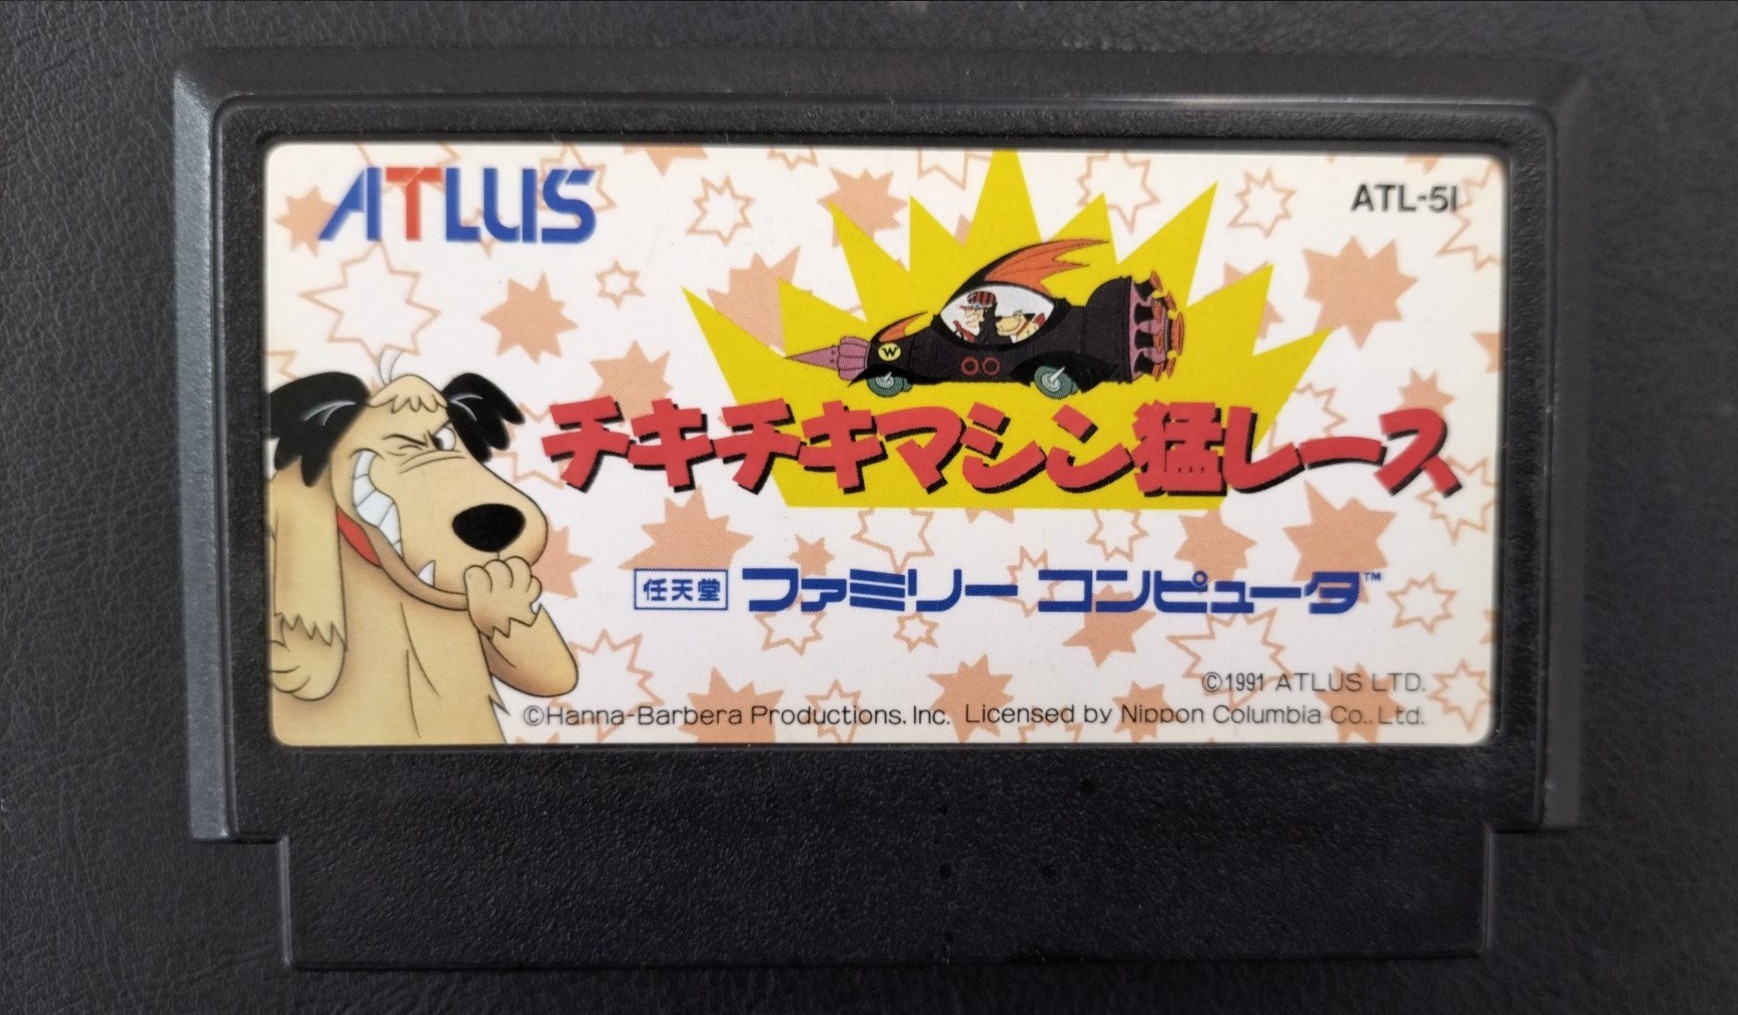 ATLUS
ATL-51
W
チキチキマシン猛レース
任天堂 ファミリー コンピュータ™
©1991 ATLUS LTD.
©Hanna-Barbera Productions. Inc. Licensed by Nippon Columbia Co., Ltd.